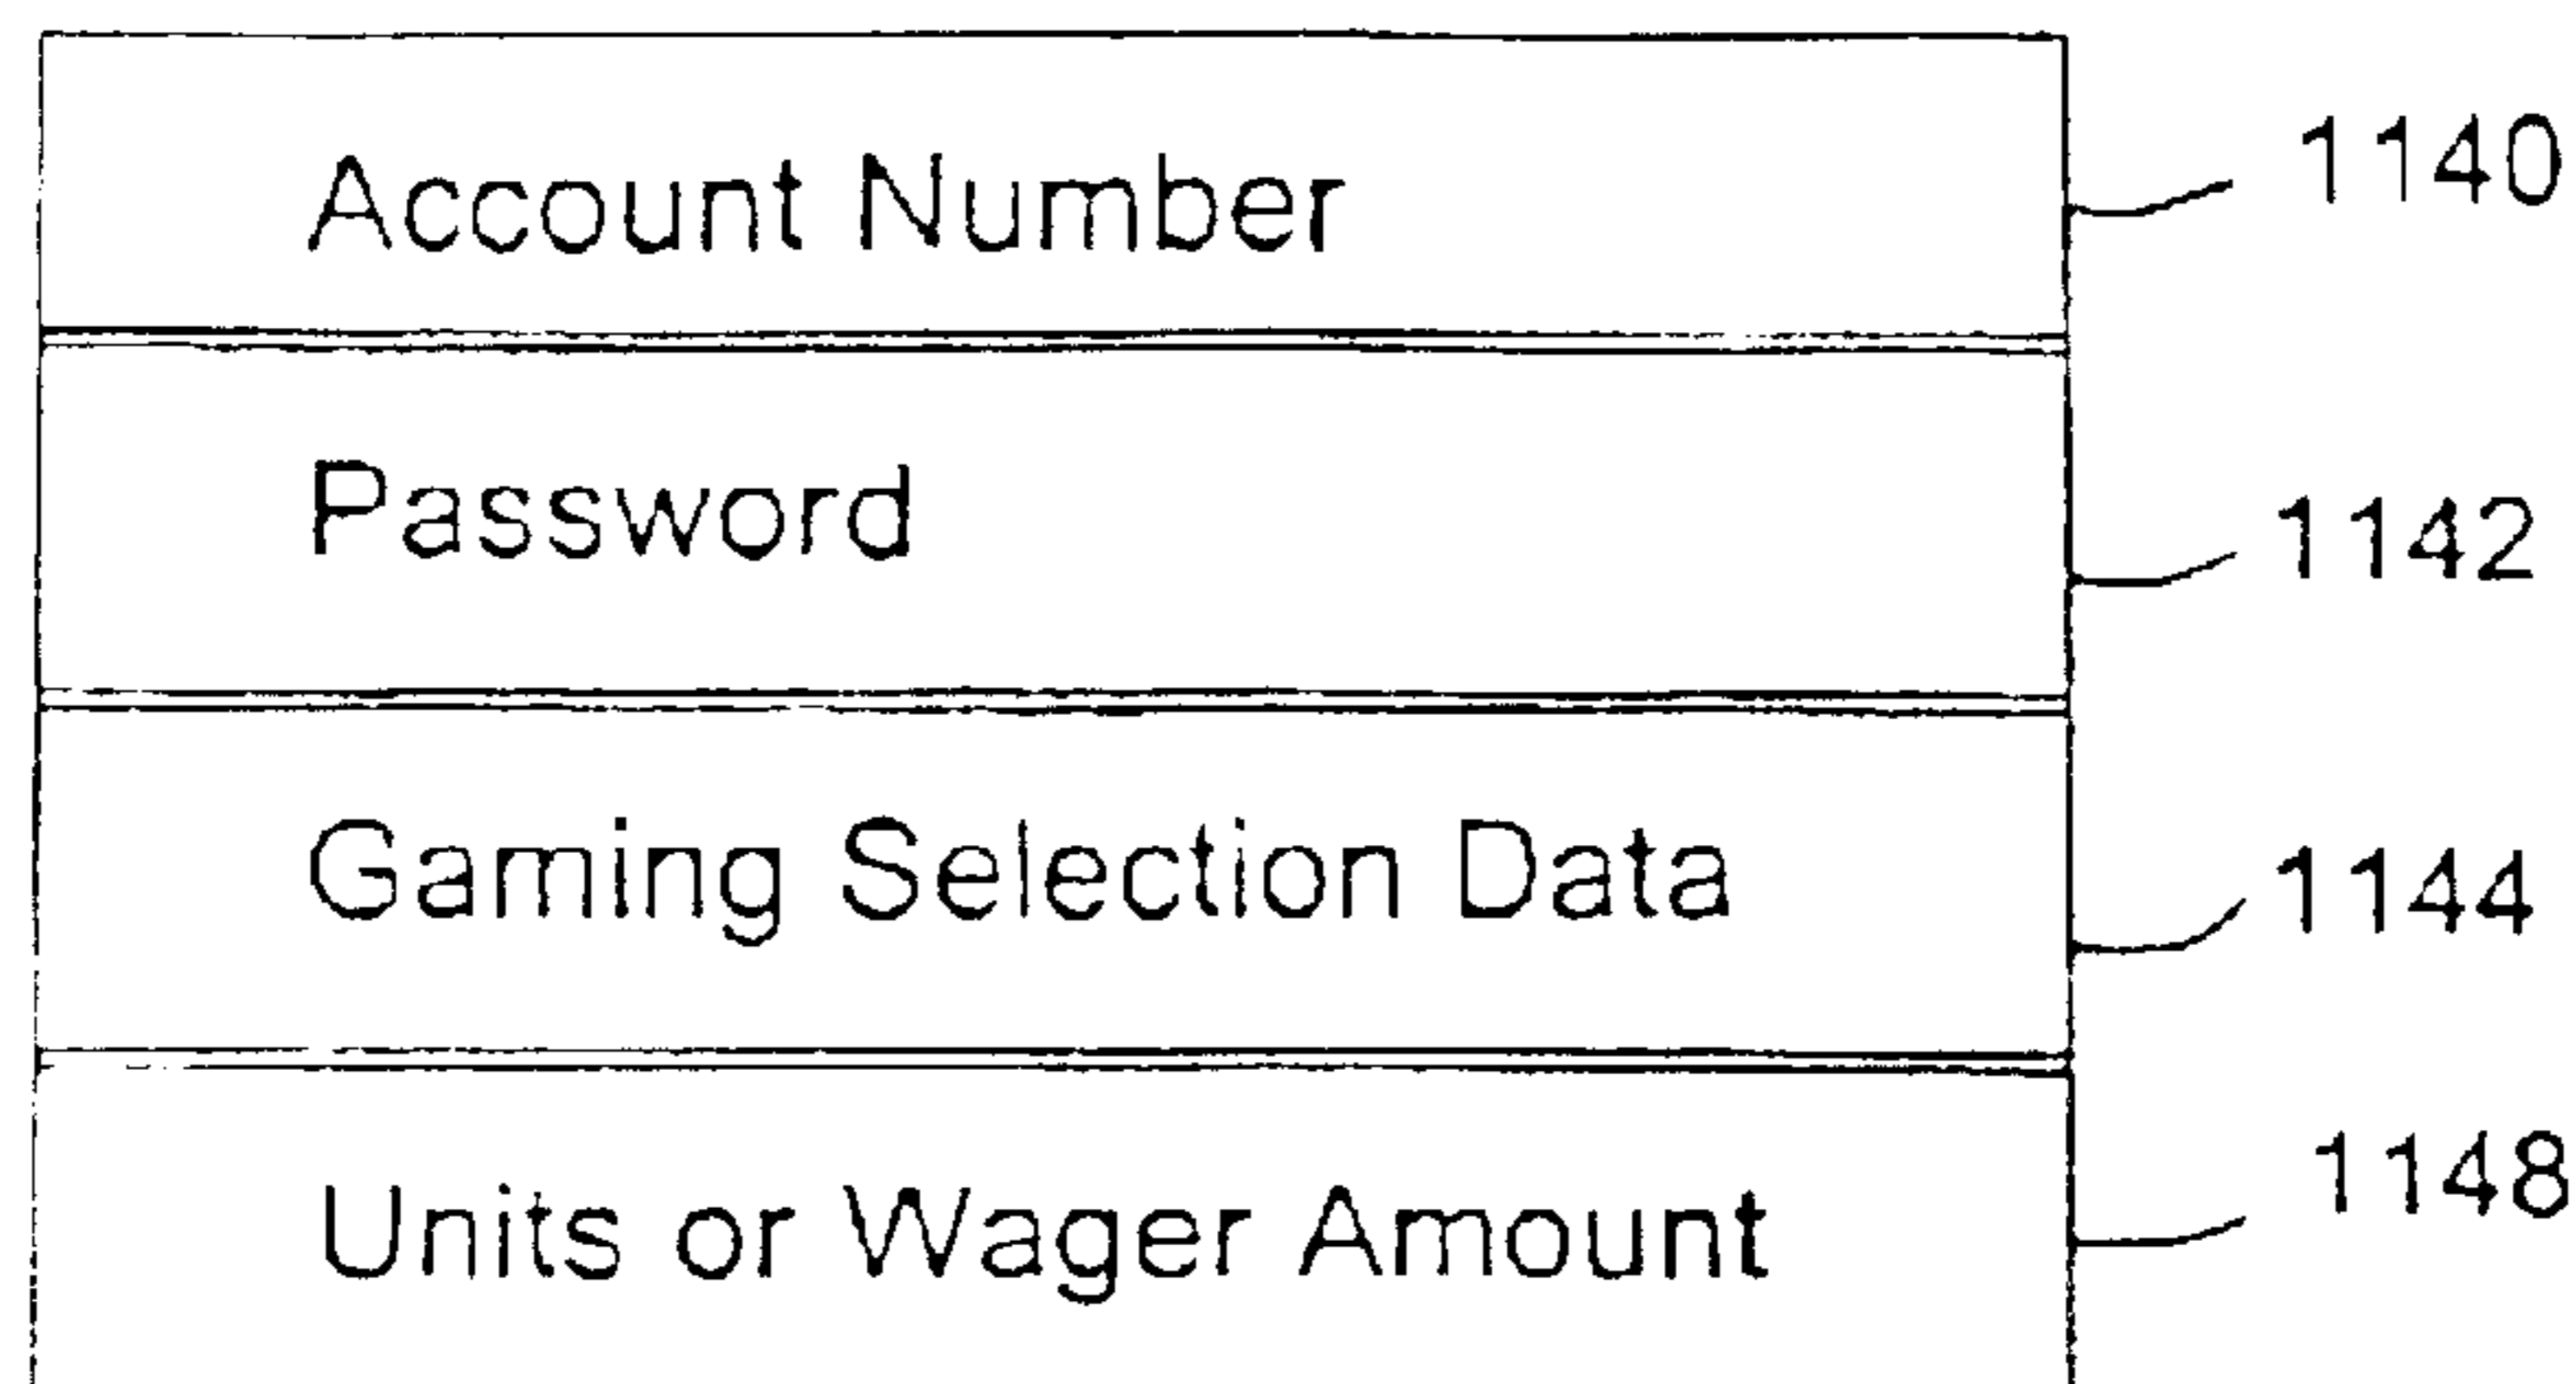 Account Number
1140
Password
1142
Gaming Selection Data
1144
Units or Wager Amount
1148